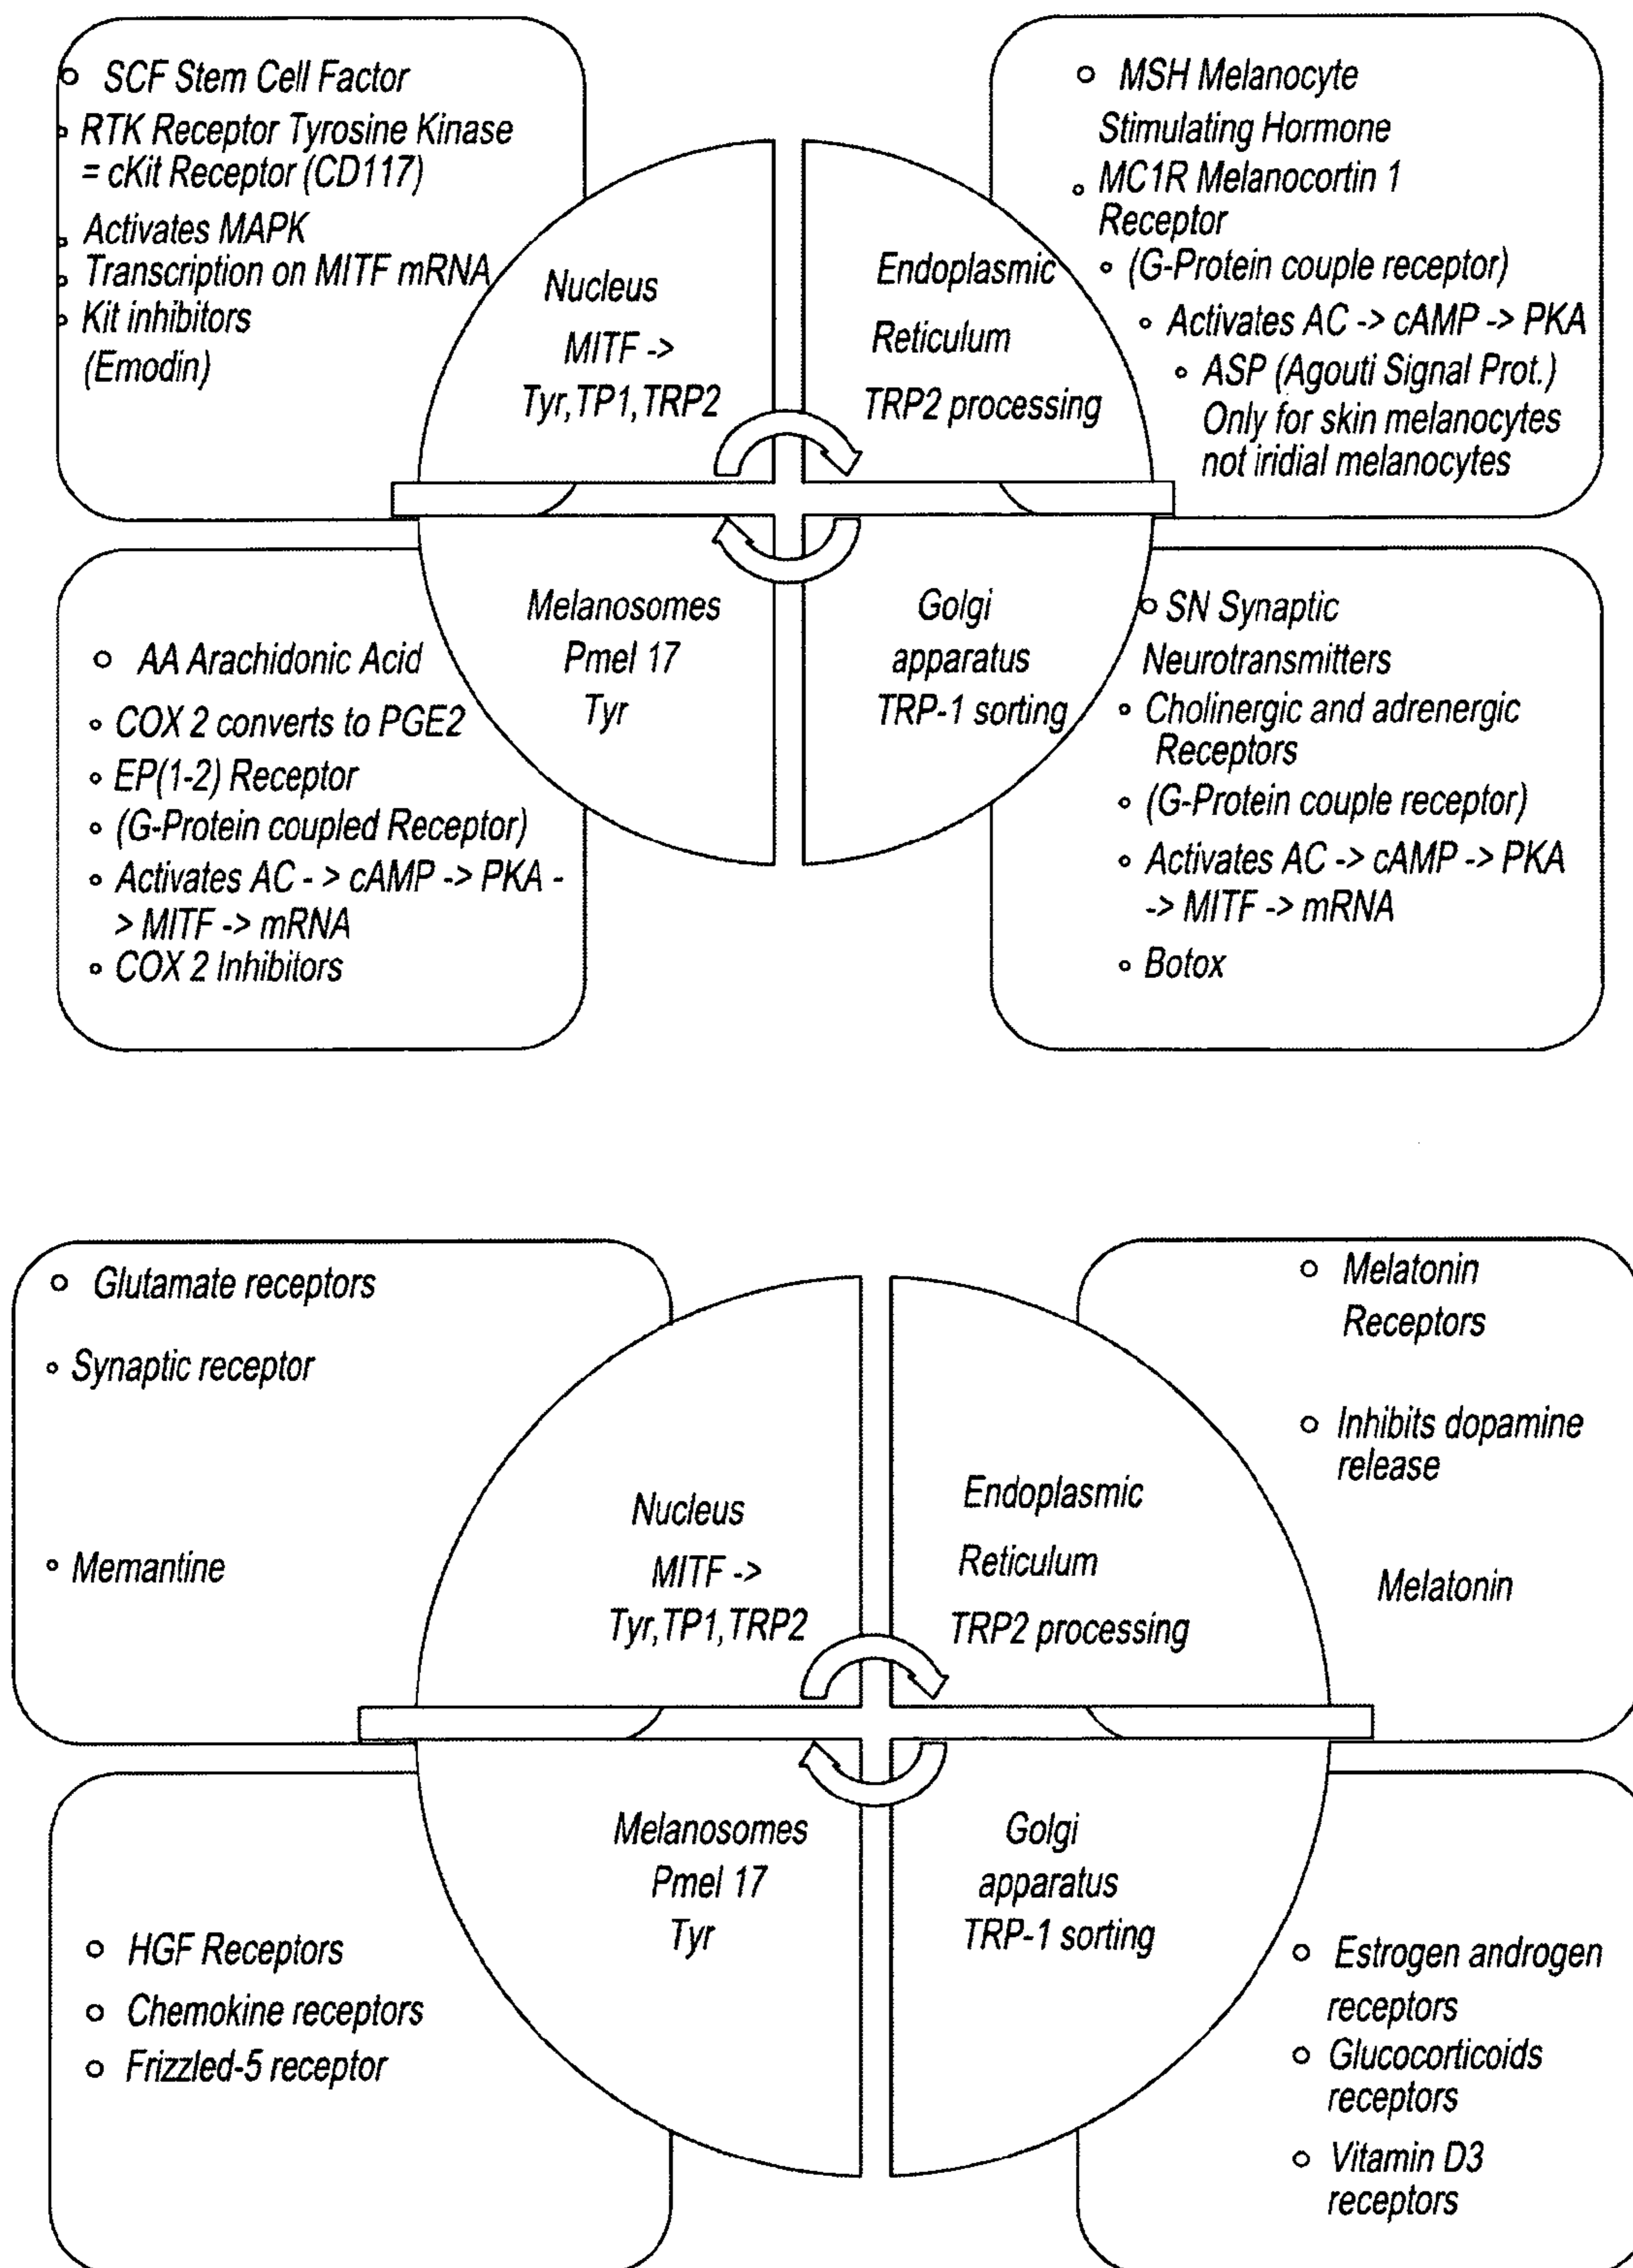 SCF Stem Cell Factor
RTK Receptor Tyrosine Kinase
= cKit Receptor (CD117)
Activates MAPK
Transcription on MITF mRNA
Kit inhibitors
(Emodin)
Nucleus
MITF ->
Tyr, TP1, TRP2
Endoplasmic
Reticulum
TRP2 processing
MSH Melanocyte
Stimulating Hormone
MC1R Melanocortin 1
Receptor
(G-Protein couple receptor)
Activates AC -> cAMP -> PKA
ASP (Agouti Signal Prot.)
Only for skin melanocytes
not iridial melanocytes
AA Arachidonic Acid
COX 2 converts to PGE2
EP(1-2) Receptor
(G-Protein coupled Receptor)
Activates AC - > cAMP -> PKA -
> MITF -> mRNA
COX 2 Inhibitors
Melanosomes
Pmel 17
Tyr
Golgi
apparatus
TRP-1 sorting
SN Synaptic
Neurotransmitters
Cholinergic and adrenergic
Receptors
(G-Protein couple receptor)
Activates AC -> cAMP -> PKA
-> MITF -> mRNA
Botox
Glutamate receptors
Synaptic receptor
Memantine
Nucleus
MITF ->
Tyr, TP1, TRP2
Endoplasmic
Reticulum
TRP2 processing
Melatonin
Receptors
Inhibits dopamine
release
Melatonin
HGF Receptors
Chemokine receptors
Frizzled-5 receptor
Melanosomes
Pmel 17
Tyr
Golgi
apparatus
TRP-1 sorting
Estrogen androgen
receptors
Glucocorticoids
receptors
Vitamin D3
receptors